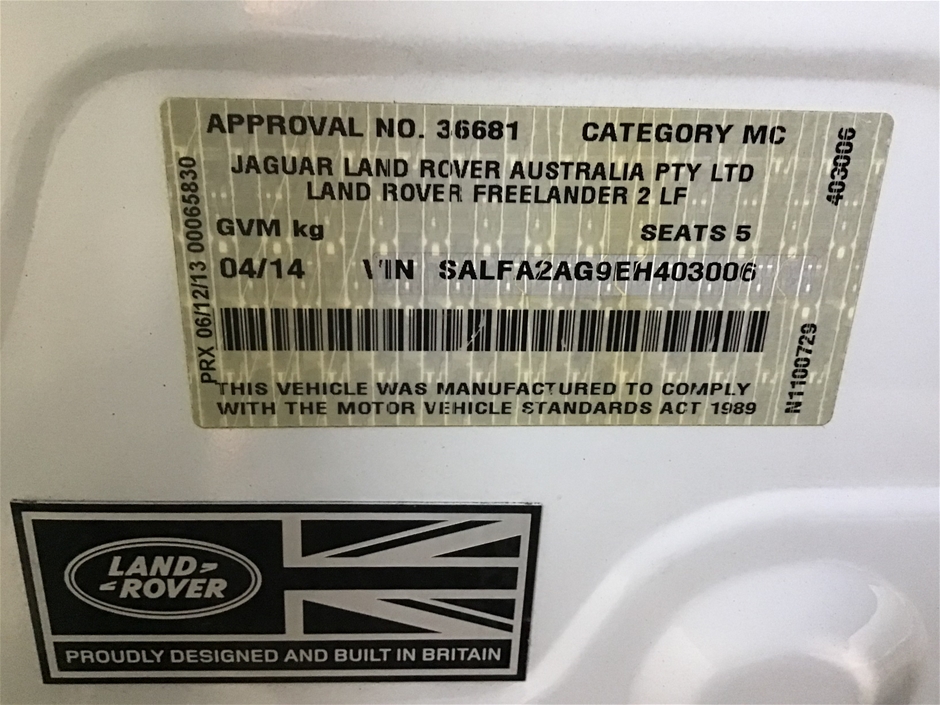 APPROVAL NO. 36681 CATEGORY MC
JAGUAR LAND ROVER AUSTRALIA PTY LTD
LAND ROVER FREELANDER 2 LF
GVM kg SEATS 5
04/14 VIN SALFA2AG9EH403006
THIS VEHICLE WAS MANUFACTURED TO COMPLY
WITH THE MOTOR VEHICLE STANDARDS ACT 1989
PRX 06/12/13 00065830
403006
N1100729
LAND
ROVER
PROUDLY DESIGNED AND BUILT IN BRITAIN